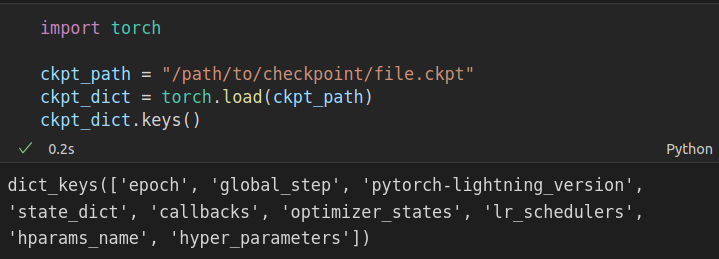 import torch
ckpt_path = "/path/to/checkpoint/file.ckpt"
ckpt_dict = torch.load(ckpt_path)
ckpt_dict.keys()
✓ 0.2s Python
dict_keys(['epoch', 'global_step', 'pytorch-lightning_version',
'state_dict', 'callbacks', 'optimizer_states', 'lr_schedulers',
'hparams_name', 'hyper_parameters'])